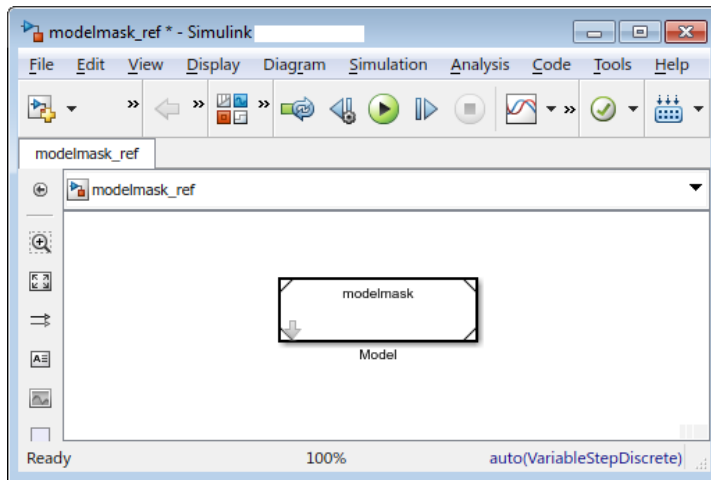 modelmask_ref * - Simulink
File Edit View Display Diagram Simulation Analysis Code Tools Help
modelmask_ref
modelmask_ref
modelmask
Model
Ready 100% auto(VariableStepDiscrete)